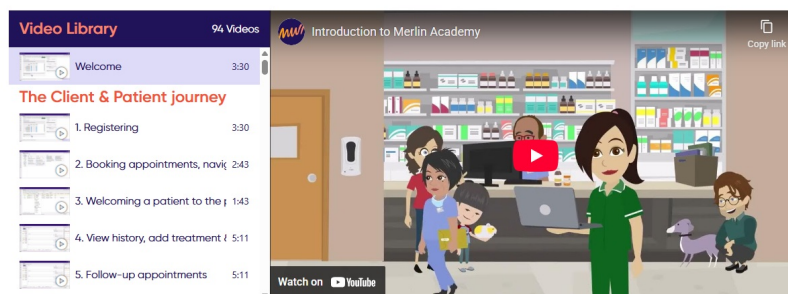 Video Library
94 Videos
Welcome
3:30
The Client & Patient journey
1. Registering
3:30
2. Booking appointments, navig
2:43
3. Welcoming a patient to the p
1:43
4. View history, add treatment &
5:11
5. Follow-up appointments
5:11
MW
Introduction to Merlin Academy
Copy link
Watch on YouTube